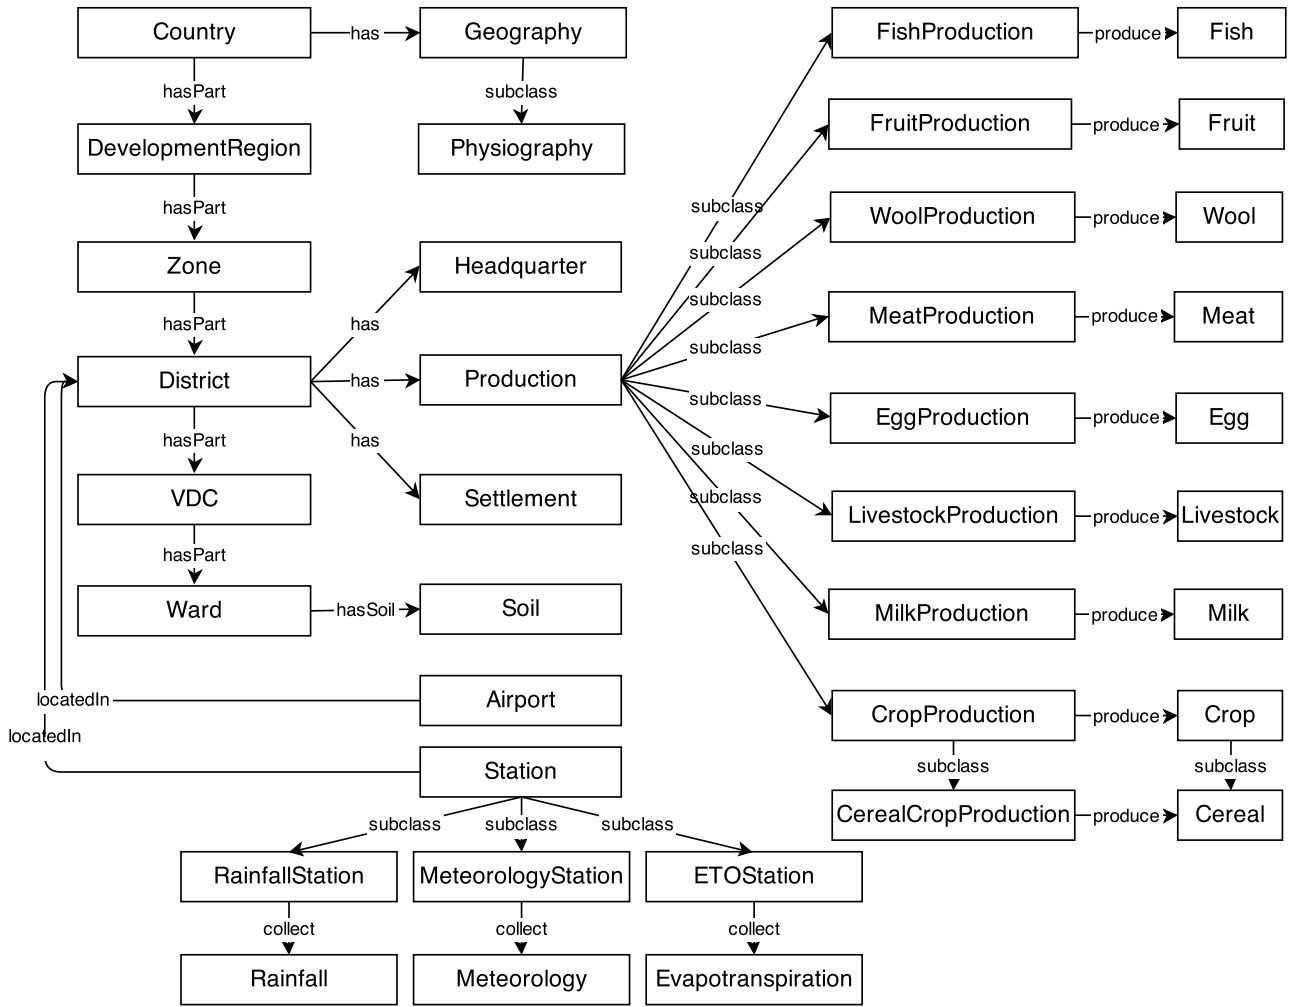 Country
has
Geography
FishProduction
produce
Fish
hasPart
subclass
FruitProduction
produce
Fruit
DevelopmentRegion
Physiography
hasPart
subclass
WoolProduction
produce
Wool
Zone
Headquarter
subclass
subclass
hasPart
has
subclass
MeatProduction
produce
Meat
District
has
Production
subclass
EggProduction
produce
Egg
hasPart
has
subclass
VDC
Settlement
subclass
LivestockProduction
produce
Livestock
hasPart
subclass
Ward
hasSoil
Soil
MilkProduction
produce
Milk
locatedIn
Airport
CropProduction
produce
Crop
locatedIn
Station
subclass
subclass
subclass
subclass
subclass
CerealCropProduction
produce
Cereal
RainfallStation
MeteorologyStation
ETOStation
collect
collect
collect
Rainfall
Meteorology
Evapotranspiration